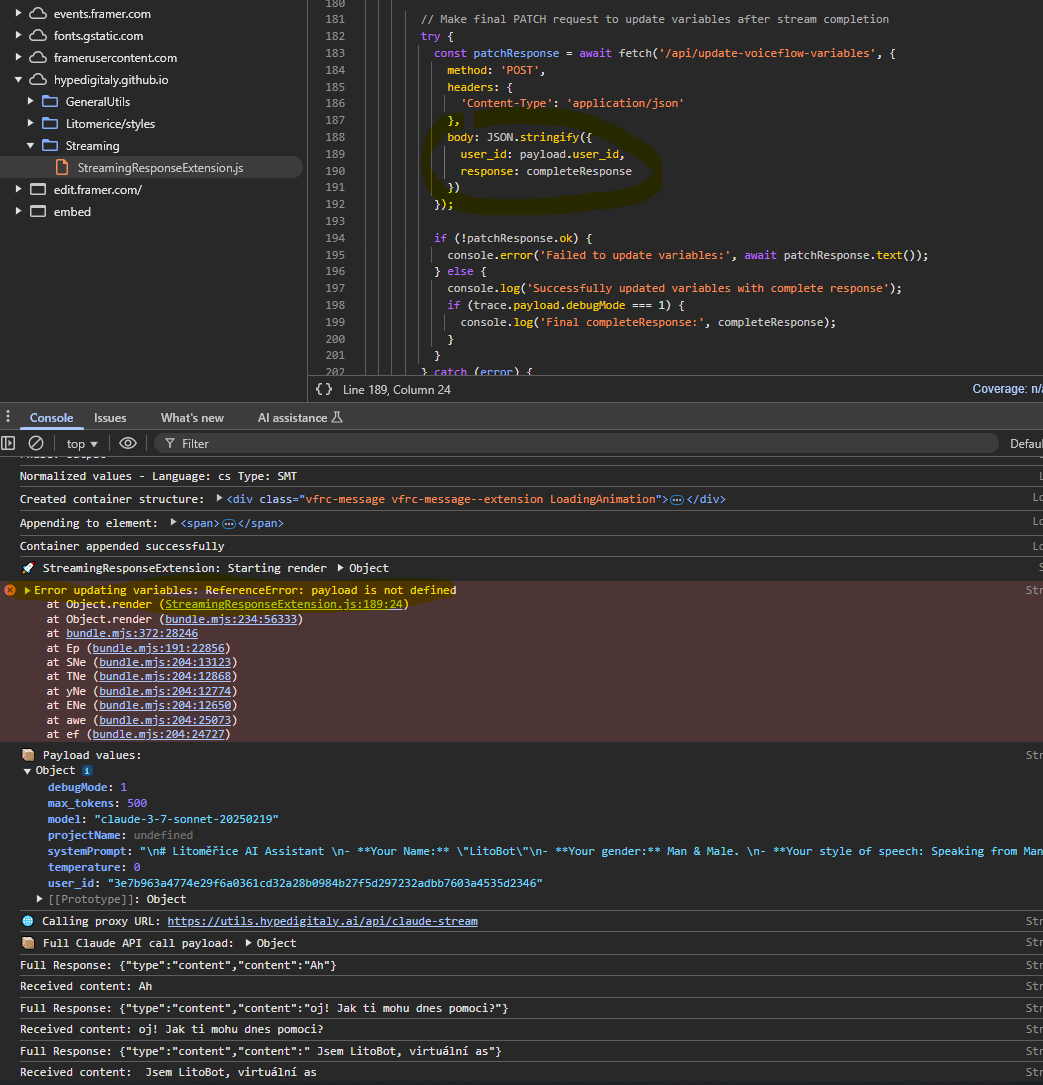 events.framer.com
fonts.gstatic.com
framerusercontent.com
hypedigitaly.github.io
GeneralUtils
Litomerice/styles
Streaming
StreamingResponseExtension.js
edit.framer.com/
embed
180
181 // Make final PATCH request to update variables after stream completion
182 try {
183 const patchResponse = await fetch('/api/update-voiceflow-variables', {
184 method: 'POST',
185 headers: {
186 'Content-Type': 'application/json'
187 },
188 body: JSON.stringify({
189 user_id: payload.user_id,
190 response: completeResponse
191 })
192 });
193
194 if (!patchResponse.ok) {
195 console.error('Failed to update variables:', await patchResponse.text());
196 } else {
197 console.log('Successfully updated variables with complete response');
198 if (trace.payload.debugMode === 1) {
199 console.log('Final completeResponse:', completeResponse);
200 }
201 }
202 } catch (error) {
{} Line 189, Column 24 Coverage: n/a
Console Issues What's new AI assistance
top Filter Defau
Normalized values - Language: cs Type: SMT
Created container structure: <div class="vfrc-message vfrc-message--extension LoadingAnimation">…</div> Lo
Appending to element: <span>…</span> Lo
Container appended successfully Lo
🚀 StreamingResponseExtension: Starting render Object S
Error updating variables: ReferenceError: payload is not defined Str
at Object.render (StreamingResponseExtension.js:189:24)
at Object.render (bundle.mjs:234:56333)
at bundle.mjs:372:28246
at Ep (bundle.mjs:191:22856)
at SNe (bundle.mjs:204:13123)
at TNe (bundle.mjs:204:12868)
at yNe (bundle.mjs:204:12774)
at ENe (bundle.mjs:204:12650)
at awe (bundle.mjs:204:25073)
at ef (bundle.mjs:204:24727)
📦 Payload values: Str
Object i
debugMode: 1
max_tokens: 500
model: "claude-3-7-sonnet-20250219"
projectName: undefined
systemPrompt: "\n# Litoměřice AI Assistant \n- **Your Name:** \"LitoBot\"\n- **Your gender:** Man & Male. \n- **Your style of speech: Speaking from Man
temperature: 0
user_id: "3e7b963a4774e29f6a0361cd32a28b0984b27f5d297232adbb7603a4535d2346"
[[Prototype]]: Object
🌐 Calling proxy URL: https://utils.hypedigitaly.ai/api/claude-stream Str
📦 Full Claude API call payload: Object Str
Full Response: {"type":"content","content":"Ah"} Str
Received content: Ah Str
Full Response: {"type":"content","content":"oj! Jak ti mohu dnes pomoci?"} Str
Received content: oj! Jak ti mohu dnes pomoci? Str
Full Response: {"type":"content","content":" Jsem LitoBot, virtuální as"} Str
Received content:  Jsem LitoBot, virtuální as Str